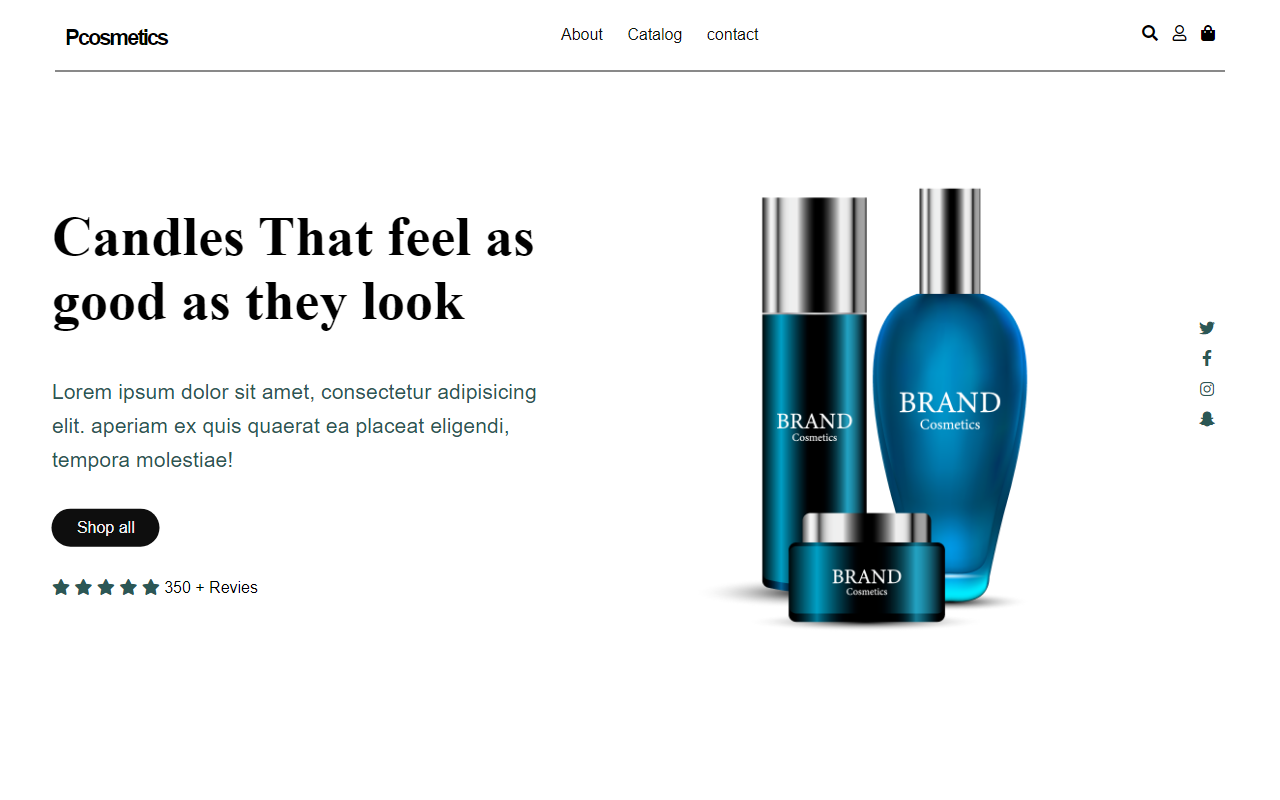 Pcosmetics
About Catalog contact
Candles That feel as
good as they look
Lorem ipsum dolor sit amet, consectetur adipisicing
elit. aperiam ex quis quaerat ea placeat eligendi,
tempora molestiae!
Shop all
350 + Revies
BRAND
Cosmetics
BRAND
Cosmetics
BRAND
Cosmetics